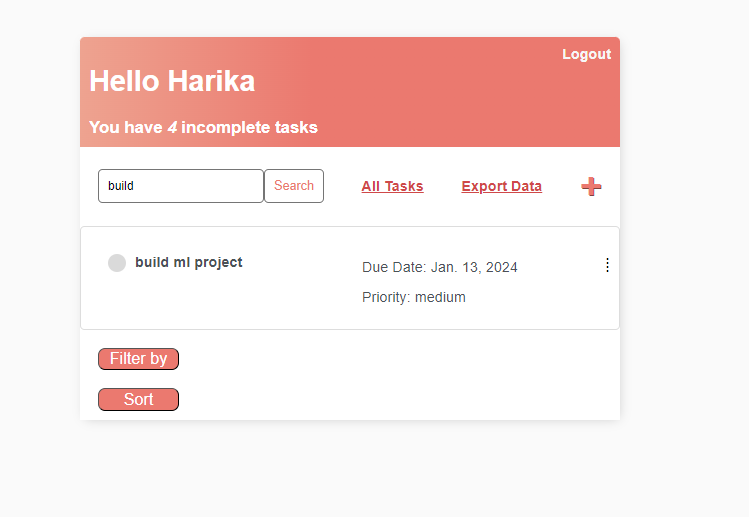 Logout
Hello Harika
You have 4 incomplete tasks
build Search All Tasks Export Data
build ml project
Due Date: Jan. 13, 2024
Priority: medium
Filter by
Sort